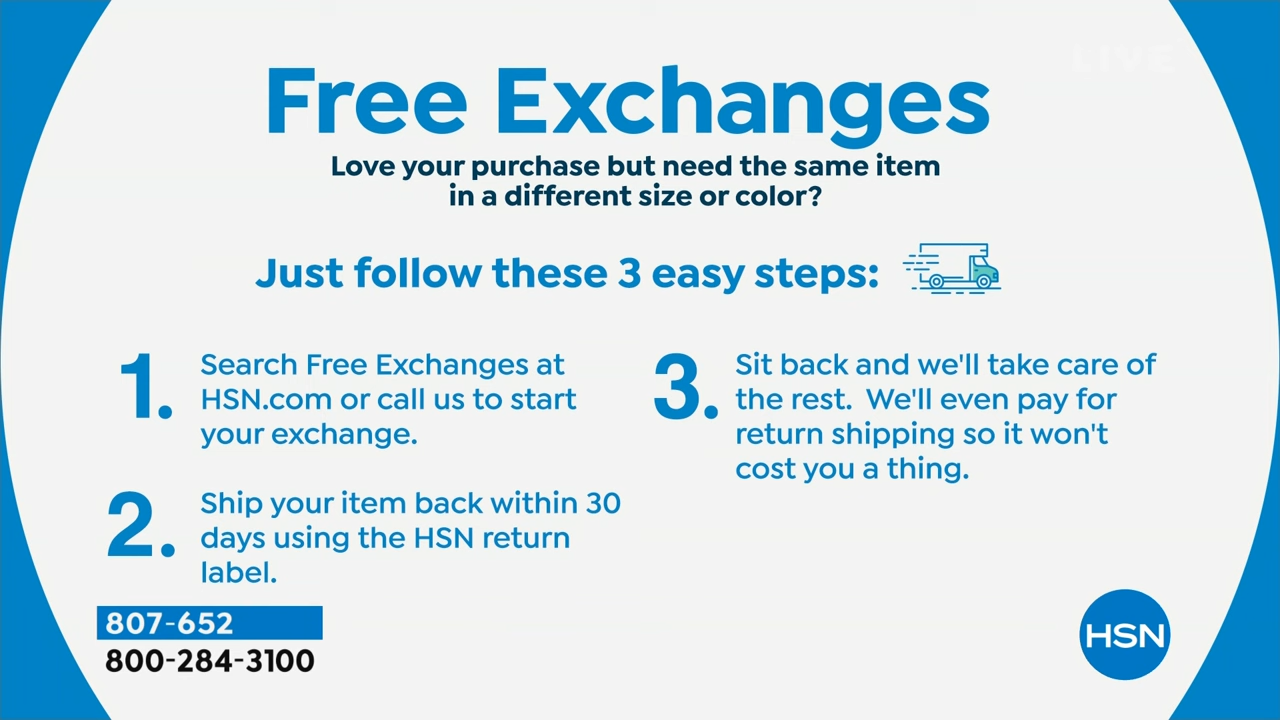 LIVE
Free Exchanges
Love your purchase but need the same item
in a different size or color?
Just follow these 3 easy steps:
1. Search Free Exchanges at
HSN.com or call us to start
your exchange.
2. Ship your item back within 30
days using the HSN return
label.
3. Sit back and we'll take care of
the rest.  We'll even pay for
return shipping so it won't
cost you a thing.
807-652
800-284-3100
HSN